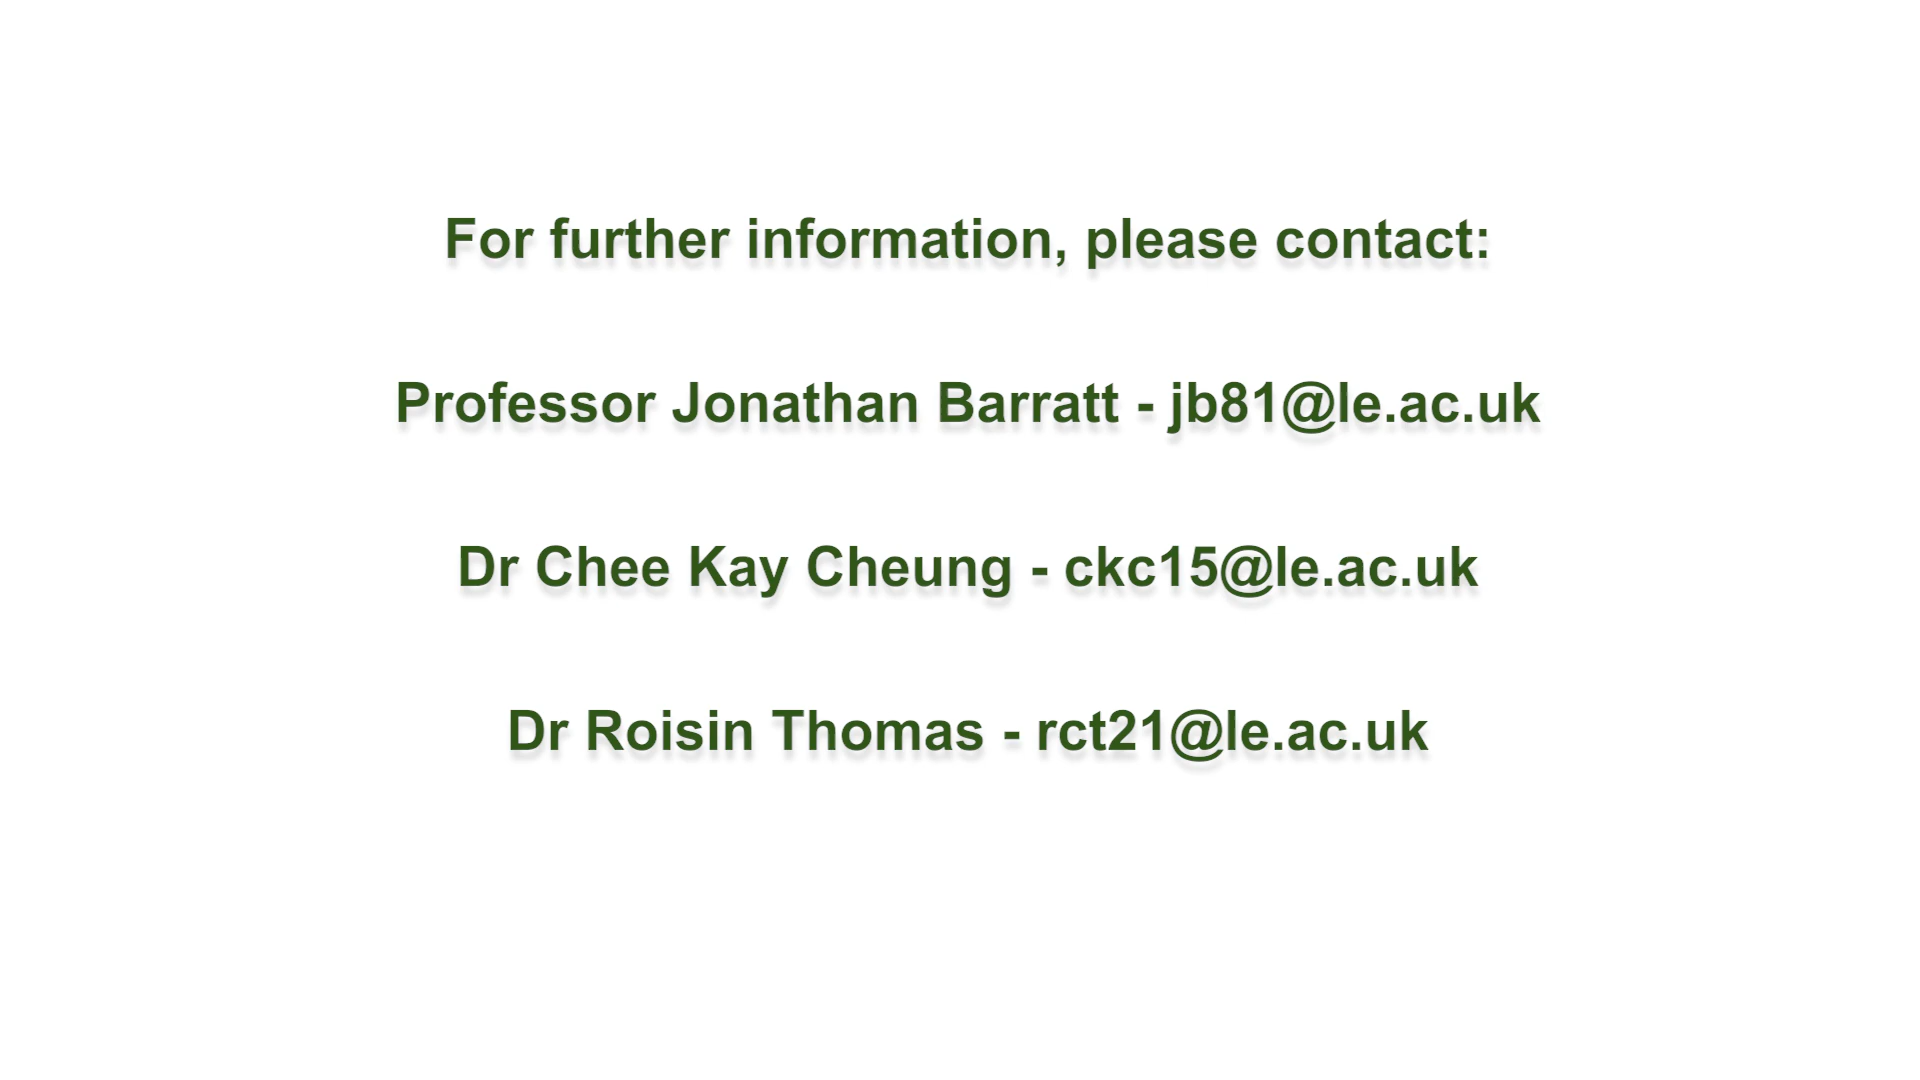 For further information, please contact:
Professor Jonathan Barratt - jb81@le.ac.uk
Dr Chee Kay Cheung - ckc15@le.ac.uk
Dr Roisin Thomas - rct21@le.ac.uk